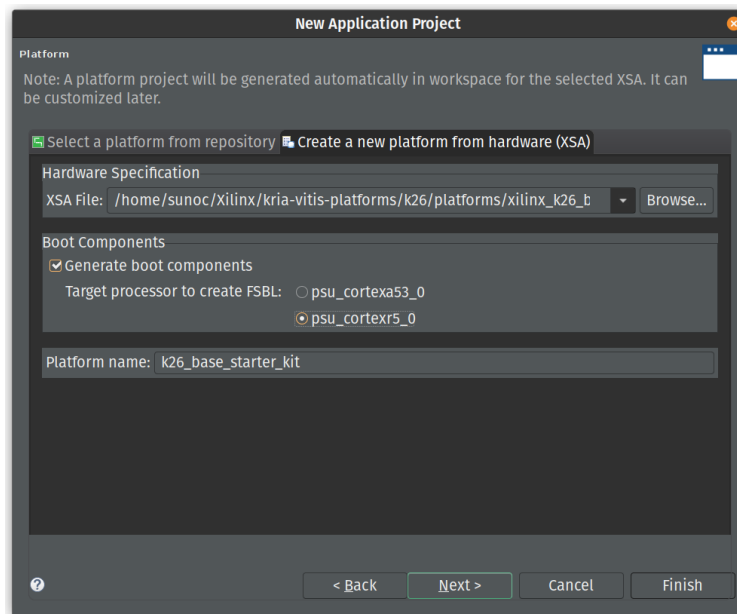 New Application Project
Platform
Note: A platform project will be generated automatically in workspace for the selected XSA. It can
be customized later.
Select a platform from repository Create a new platform from hardware (XSA)
Hardware Specification
XSA File: /home/sunoc/Xilinx/kria-vitis-platforms/k26/platforms/xilinx_k26_b Browse...
Boot Components
Generate boot components
Target processor to create FSBL: psu_cortexa53_0
psu_cortexr5_0
Platform name: k26_base_starter_kit
? < Back Next > Cancel Finish